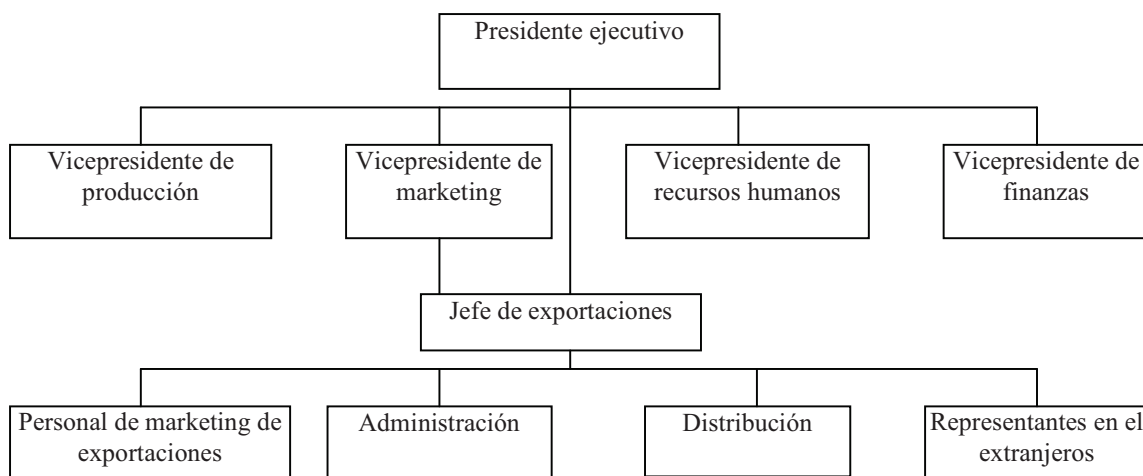 Presidente ejecutivo
Vicepresidente de
producción
Vicepresidente de
marketing
Vicepresidente de
recursos humanos
Vicepresidente de
finanzas
Jefe de exportaciones
Personal de marketing de
exportaciones
Administración
Distribución
Representantes en el
extranjeros